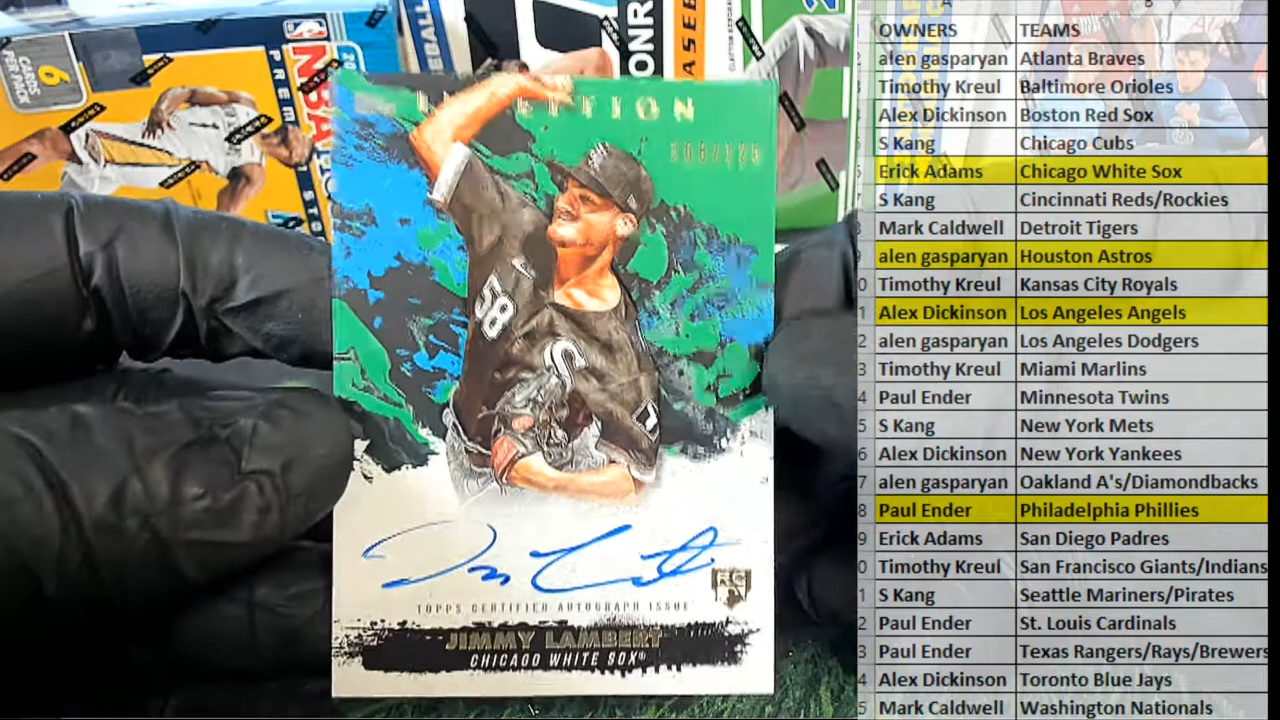 6
CARDS
PER PACK
NBA
PREM
EBALL
ONR
ASEB
58
S
TOPPS CERTIFIED AUTOGRAPH ISSUE
RC
JIMMY LAMBERT
CHICAGO WHITE SOX
OWNERS TEAMS
alen gasparyan Atlanta Braves
Timothy Kreul Baltimore Orioles
Alex Dickinson Boston Red Sox
S Kang Chicago Cubs
Erick Adams Chicago White Sox
S Kang Cincinnati Reds/Rockies
Mark Caldwell Detroit Tigers
alen gasparyan Houston Astros
Timothy Kreul Kansas City Royals
Alex Dickinson Los Angeles Angels
alen gasparyan Los Angeles Dodgers
Timothy Kreul Miami Marlins
Paul Ender Minnesota Twins
S Kang New York Mets
Alex Dickinson New York Yankees
alen gasparyan Oakland A's/Diamondbacks
Paul Ender Philadelphia Phillies
Erick Adams San Diego Padres
Timothy Kreul San Francisco Giants/Indians
S Kang Seattle Mariners/Pirates
Paul Ender St. Louis Cardinals
Paul Ender Texas Rangers/Rays/Brewers
Alex Dickinson Toronto Blue Jays
Mark Caldwell Washington Nationals